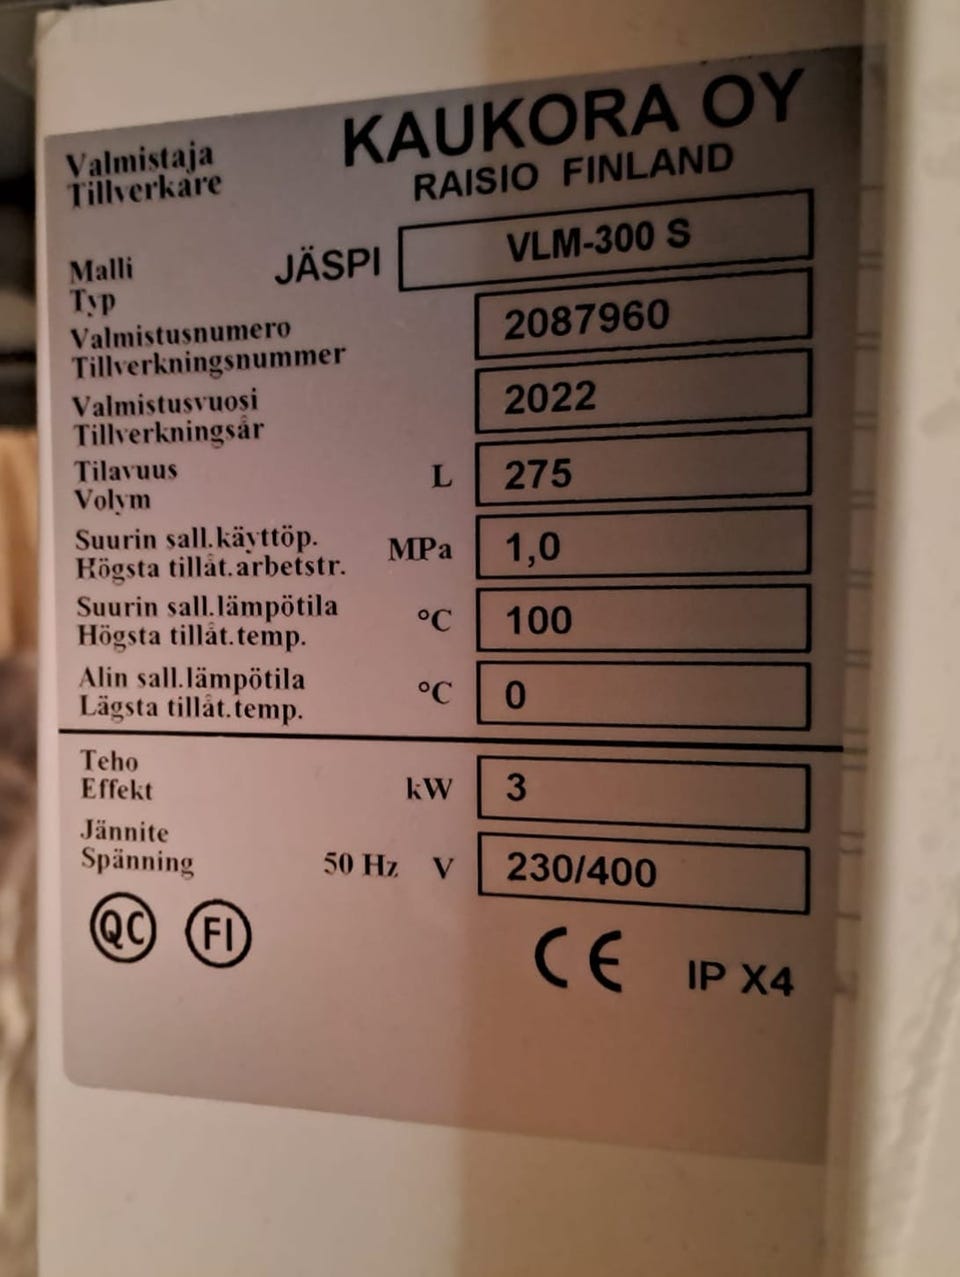 Valmistaja KAUKORA OY
Tillverkare RAISIO FINLAND
Malli JÄSPI VLM-300 S
Typ
Valmistusnumero 2087960
Tillverkningsnummer
Valmistusvuosi 2022
Tillverkningsår
Tilavuus L 275
Volym
Suurin sall.käyttöp. MPa 1,0
Högsta tillåt.arbetstr.
Suurin sall.lämpötila °C 100
Högsta tillåt.temp.
Alin sall.lämpötila °C 0
Lägsta tillåt.temp.
Teho kW 3
Effekt
Jännite 50 Hz V 230/400
Spänning
QC FI CE IP X4